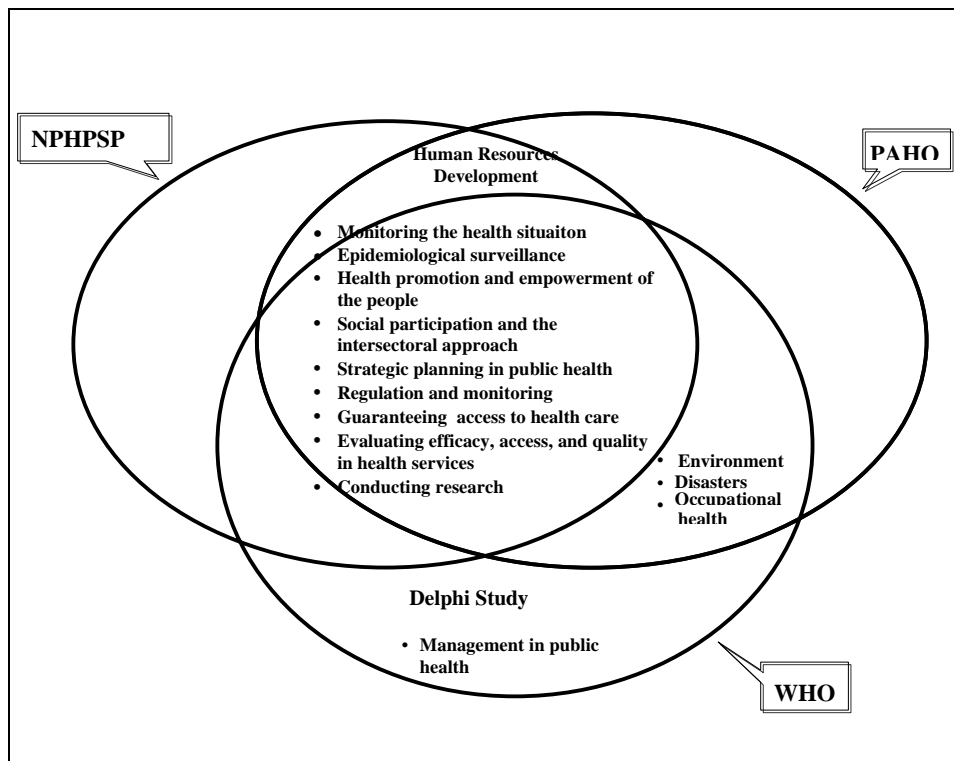 NPHPSP
PAHO
Human Resources
Development
• Monitoring the health situaiton
• Epidemiological surveillance
• Health promotion and empowerment of
the people
• Social participation and the
intersectoral approach
• Strategic planning in public health
• Regulation and monitoring
• Guaranteeing access to health care
• Evaluating efficacy, access, and quality
in health services
• Conducting research
• Environment
• Disasters
• Occupational
health
Delphi Study
• Management in public
health
WHO